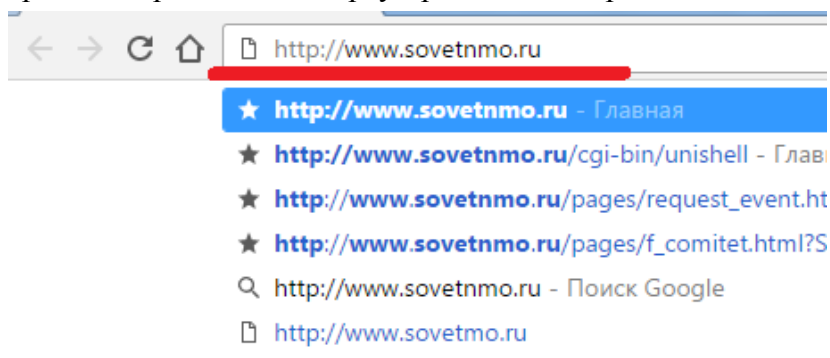 http://www.sovetnmo.ru
http://www.sovetnmo.ru - Главная
http://www.sovetnmo.ru/cgi-bin/unishell - Глав
http://www.sovetnmo.ru/pages/request_event.ht
http://www.sovetnmo.ru/pages/f_comitet.html?S
http://www.sovetnmo.ru - Поиск Google
http://www.sovetmo.ru